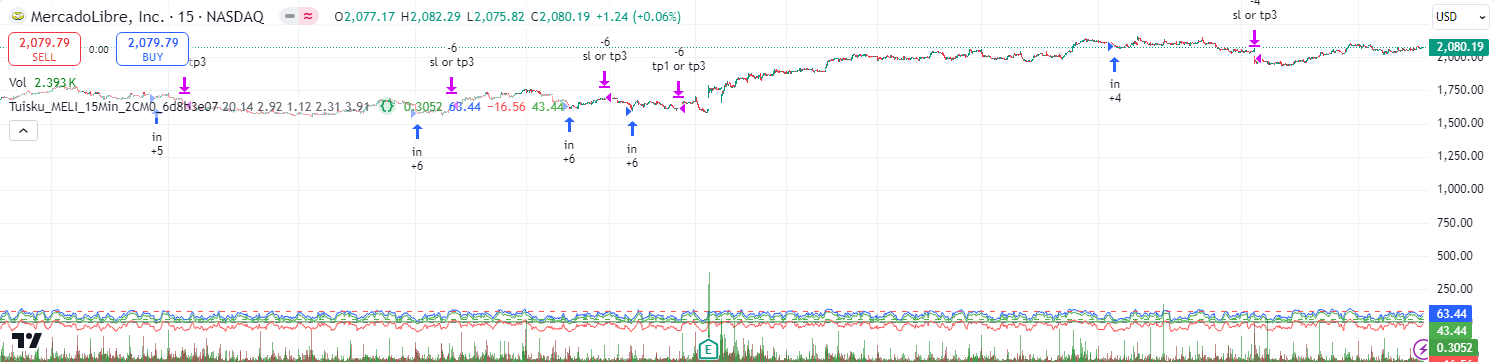 MercadoLibre, Inc. · 15 · NASDAQ
O2,077.17 H2,082.29 L2,075.82 C2,080.19 +1.24 (+0.06%)
USD
2,079.79
SELL
0.00
2,079.79
BUY
Vol 2.393 K
Tuisku_MELI_15Min_2CM0_6d8b3e07 20.14 2.92 1.12 2.31 3.91 0.3052 63.44 −16.56 43.44
tp3
in
+5
-6
sl or tp3
in
+6
-6
sl or tp3
in
+6
-6
tp1 or tp3
in
+6
in
+4
-4
sl or tp3
2,080.19
2,000.00
1,750.00
1,500.00
1,250.00
1,000.00
750.00
500.00
250.00
63.44
43.44
0.3052
E